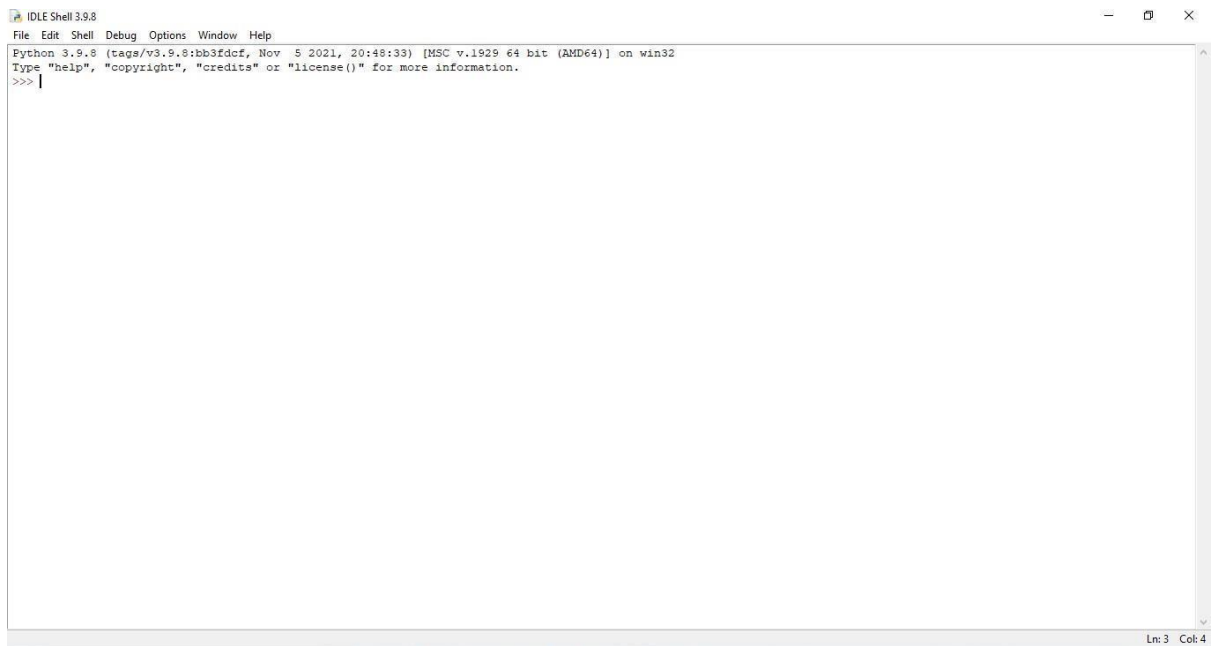 IDLE Shell 3.9.8
File Edit Shell Debug Options Window Help
Python 3.9.8 (tags/v3.9.8:bb3fdcf, Nov  5 2021, 20:48:33) [MSC v.1929 64 bit (AMD64)] on win32
Type "help", "copyright", "credits" or "license()" for more information.
>>>
Ln: 3 Col: 4